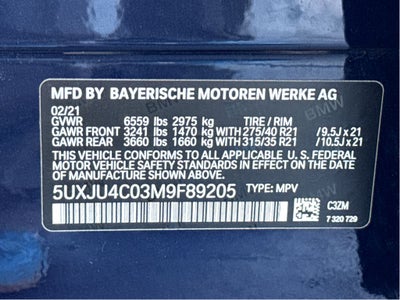 MFD BY BAYERISCHE MOTOREN WERKE AG
02/21
GVWR 6559 lbs 2975 kg TIRE / RIM
GAWR FRONT 3241 lbs 1470 kg WITH 275/40 R21 /9.5J x 21
GAWR REAR 3660 lbs 1660 kg WITH 315/35 R21 /10.5J x 21
THIS VEHICLE CONFORMS TO ALL APPLICABLE U. S. FEDERAL
MOTOR VEHICLE SAFETY STANDARDS IN EFFECT ON THE DATE OF
MANUFACTURE SHOWN ABOVE.
5UXJU4C03M9F89205 TYPE: MPV
C3ZM
7 320 729